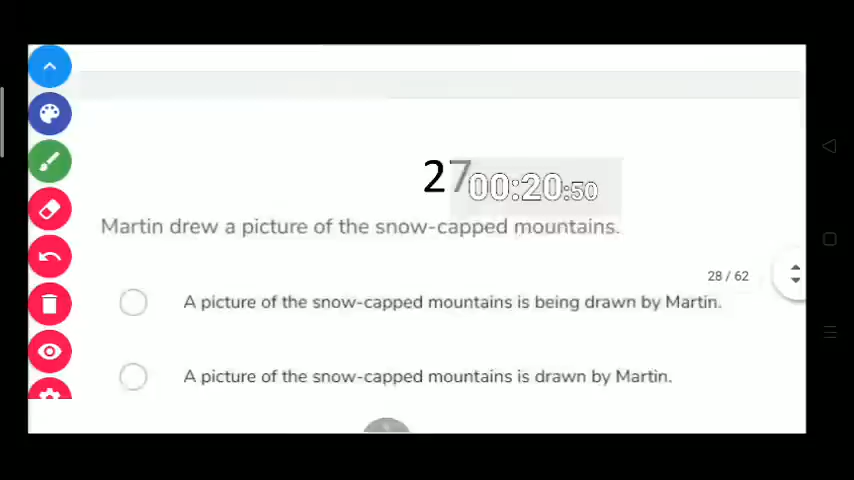 27
00:20:50
Martin drew a picture of the snow-capped mountains.
28 / 62
A picture of the snow-capped mountains is being drawn by Martin.
A picture of the snow-capped mountains is drawn by Martin.